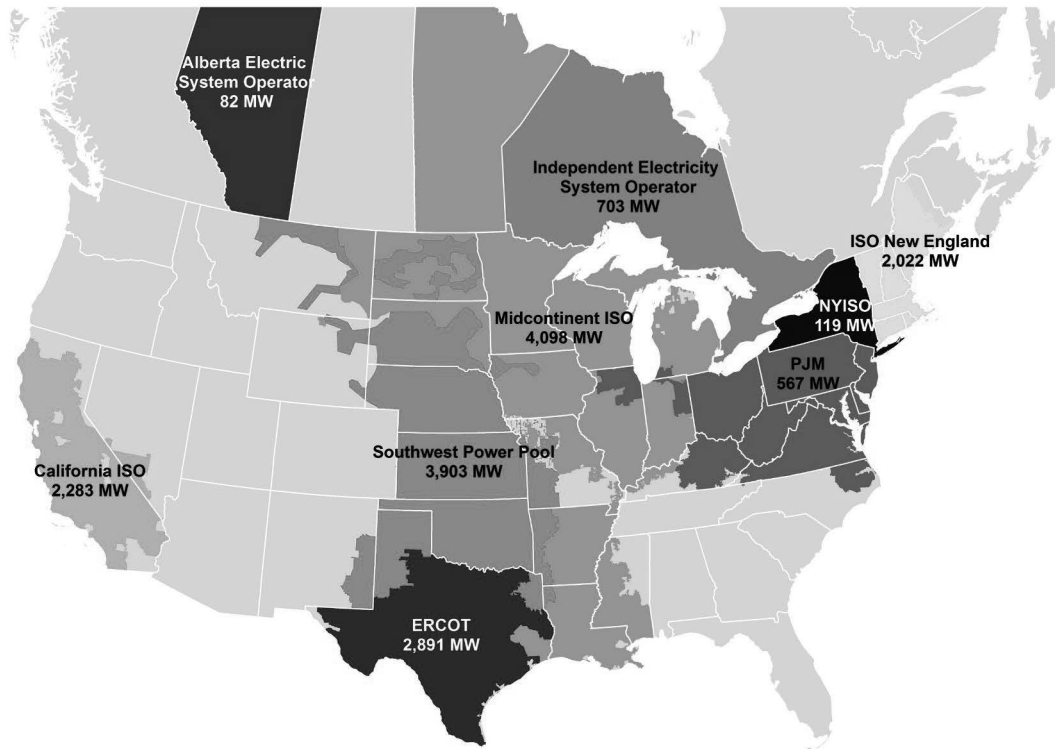 Alberta Electric
System Operator
82 MW
Independent Electricity
System Operator
703 MW
ISO New England
2,022 MW
Midcontinent ISO
4,098 MW
NYISO
119 MW
PJM
567 MW
Southwest Power Pool
3,903 MW
California ISO
2,283 MW
ERCOT
2,891 MW